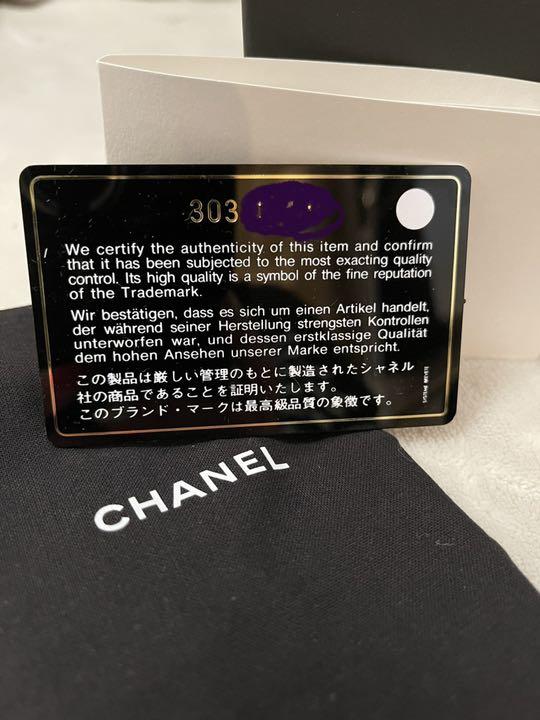 303
We certify the authenticity of this item and confirm
that it has been subjected to the most exacting quality
control. Its high quality is a symbol of the fine reputation
of the Trademark.
Wir bestätigen, dass es sich um einen Artikel handelt,
der während seiner Herstellung strengsten Kontrollen
unterworfen war, und dessen erstklassige Qualität
dem hohen Ansehen unserer Marke entspricht.
この製品は厳しい管理のもとに製造されたシャネル
社の商品であることを証明いたします。
このブランド・マークは最高級品質の象徴です。
CHANEL